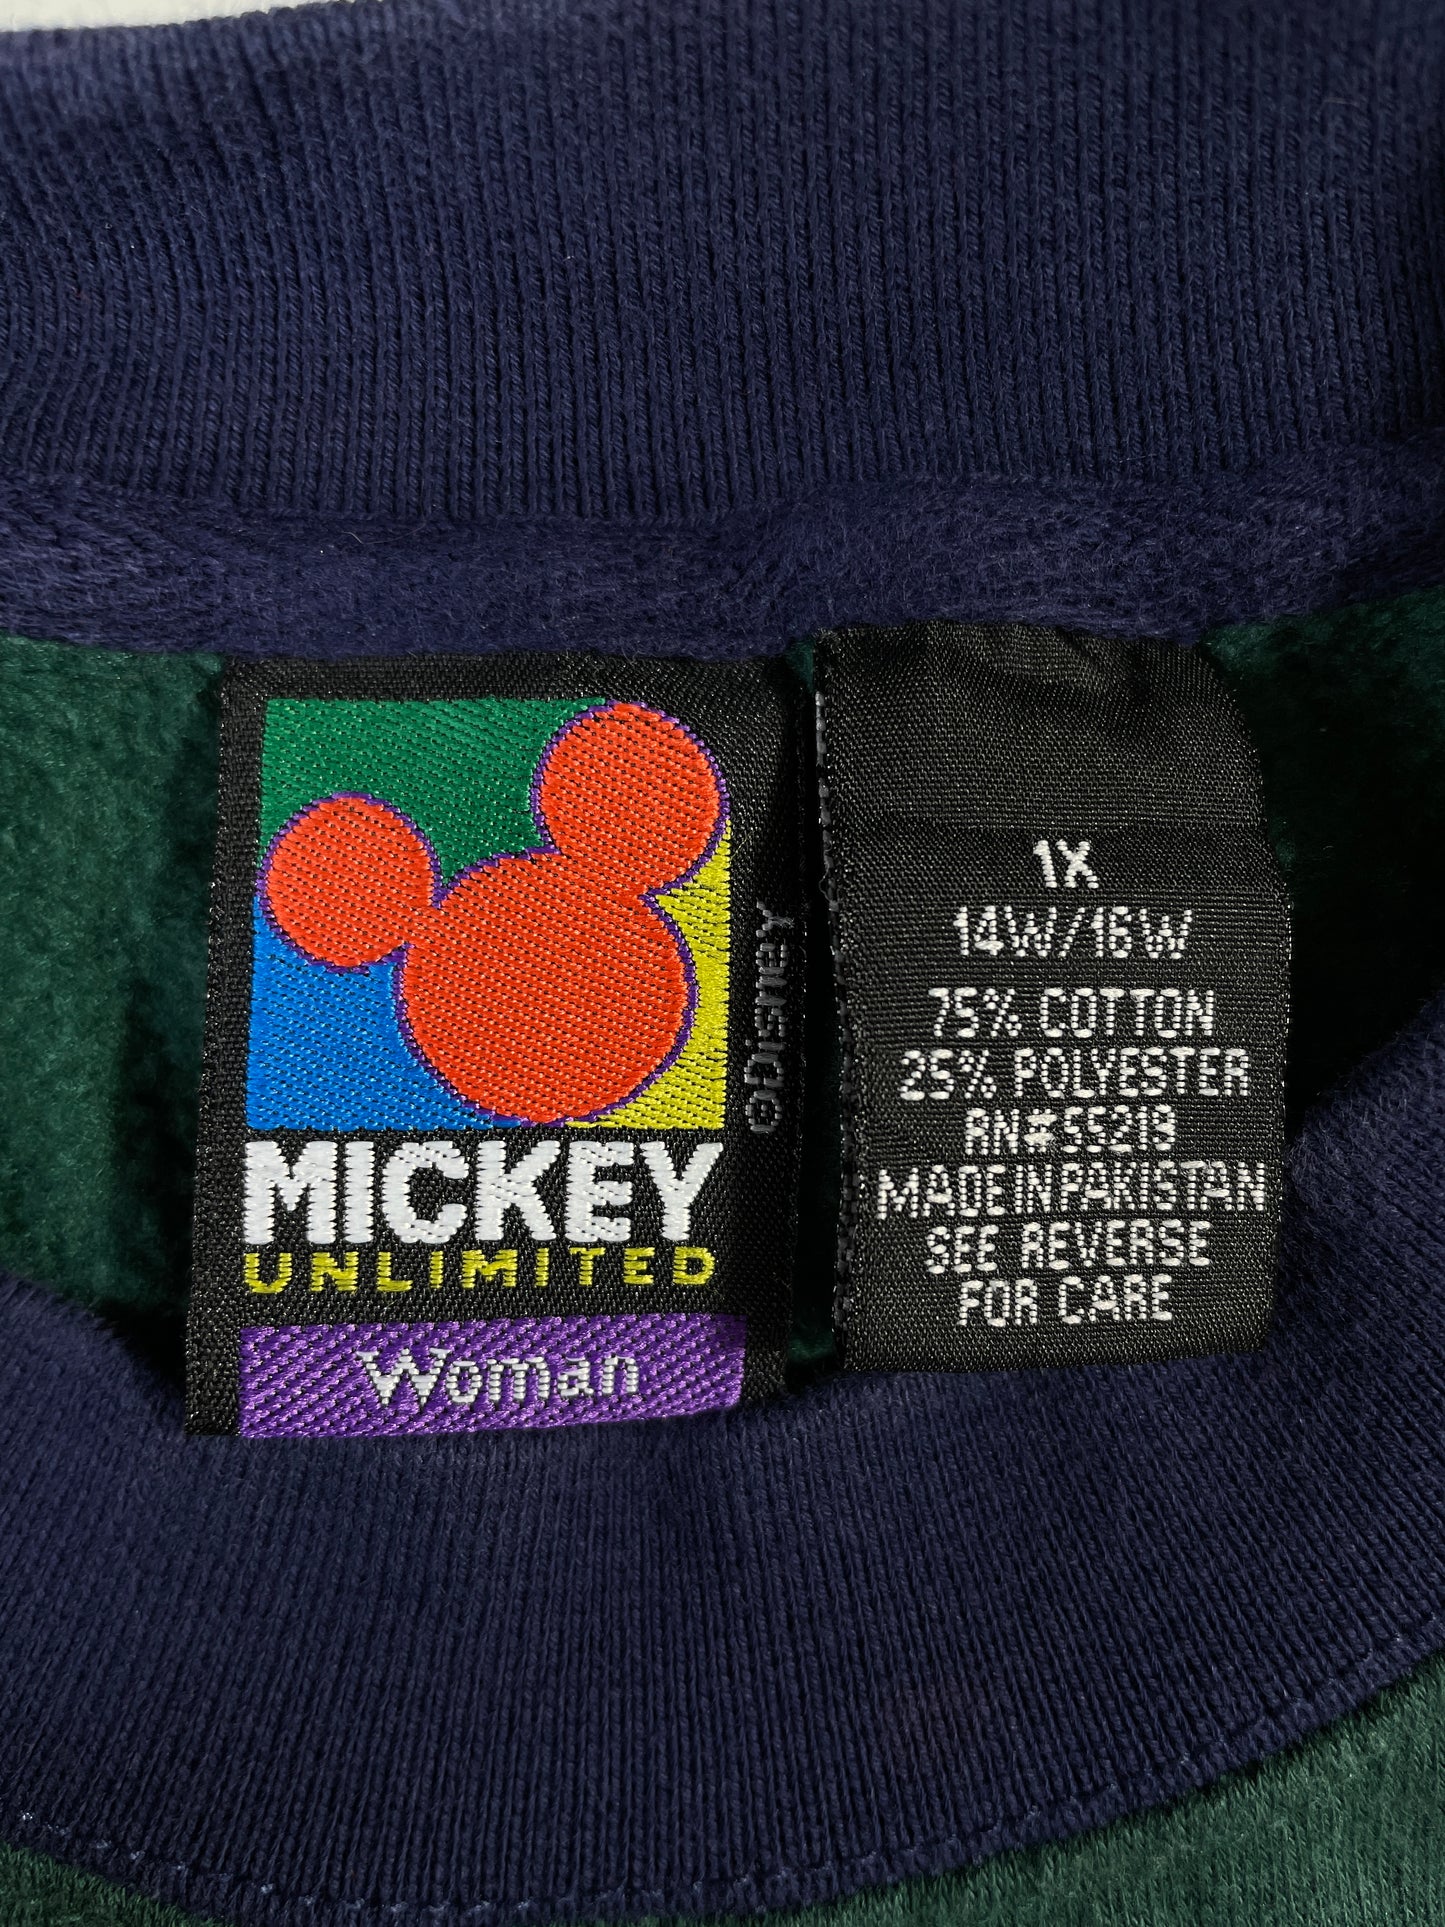 ©Disney
MICKEY
UNLIMITED
Woman
1X
14W/16W
75% COTTON
25% POLYESTER
RN#55219
MADE IN PAKISTAN
SEE REVERSE
FOR CARE